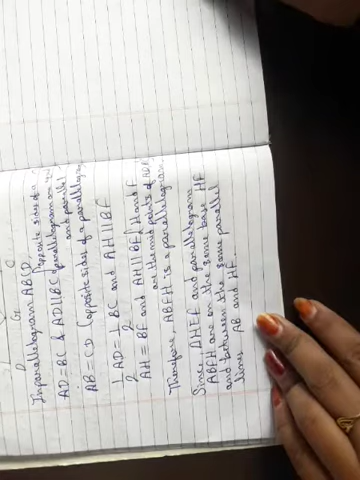 D G C
In parallelogram ABCD
AD = BC & AD || BC (opposite sides of a
parallelogram are
and parallel
AB = CD (opposite sides of a parallelogram
1/2 AD = 1/2 BC and AH || BF
AH = BF and AH || BF (H and F
are the mid points of AD
Therefore ABFH is a parallelogram
Since ΔHEF and parallelogram
ABFH are on the same base HF
and between the same parallel
lines AB and HF